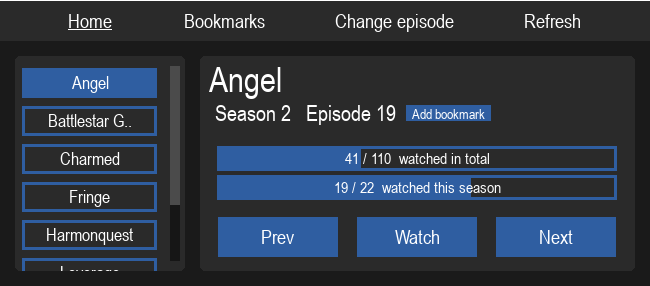 Home Bookmarks Change episode Refresh
Angel
Battlestar G..
Charmed
Fringe
Harmonquest
Leverage
Angel
Season 2 Episode 19 Add bookmark
41 / 110 watched in total
19 / 22 watched this season
Prev Watch Next